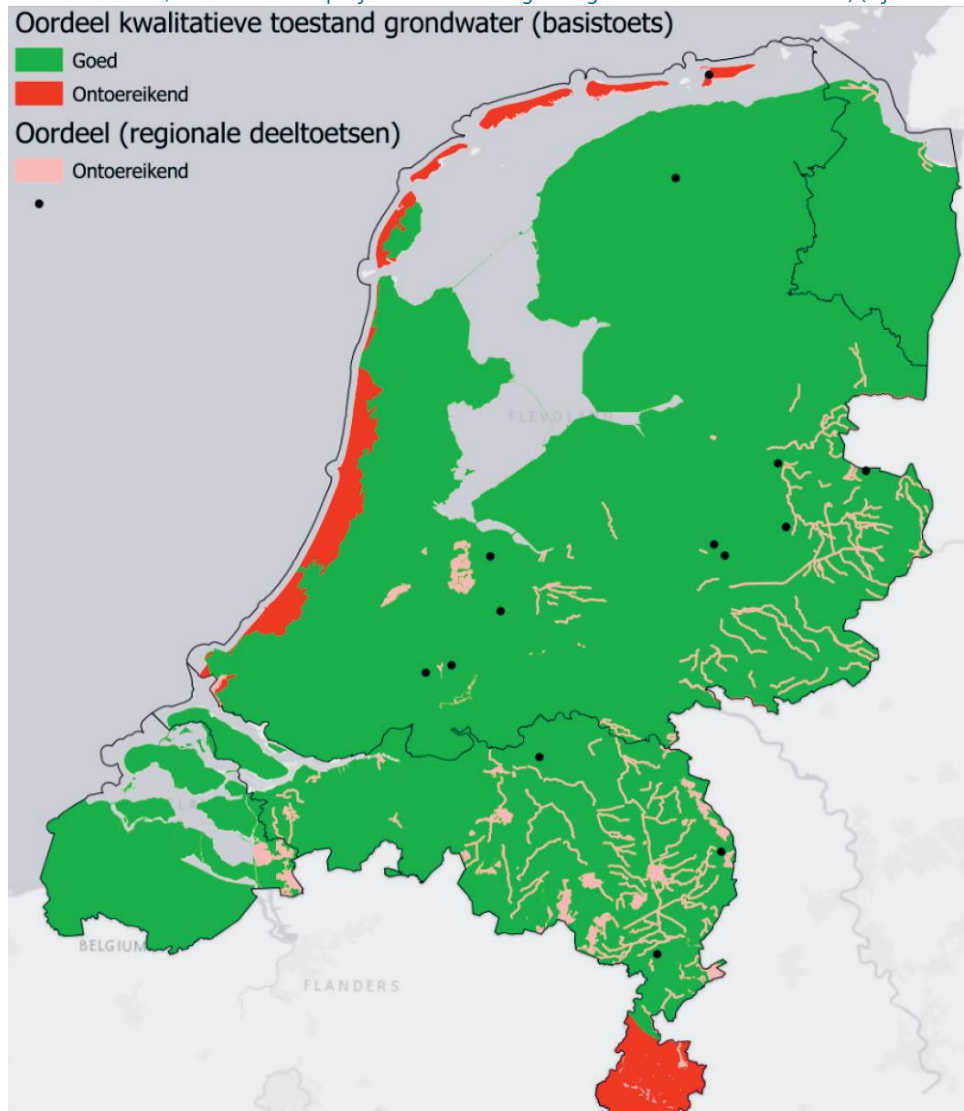 Oordeel kwalitatieve toestand grondwater (basistoets)
Goed
Ontoereikend
Oordeel (regionale deeltoetsen)
Ontoereikend
FLEVOLAND
BELGIUM
FLANDERS